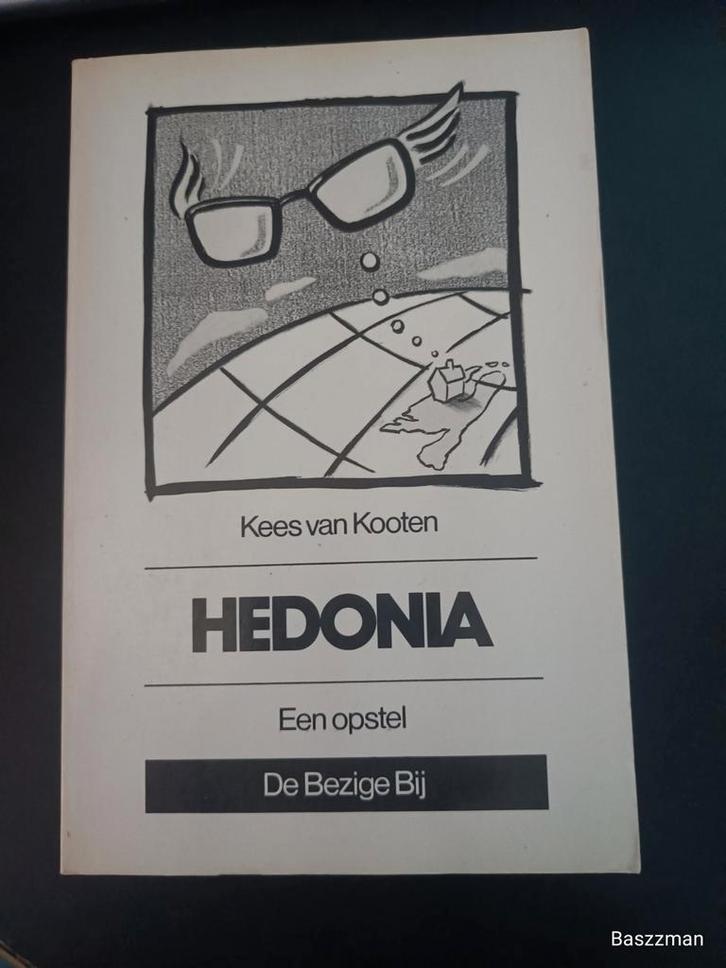 Kees van Kooten
HEDONIA
Een opstel
De Bezige Bij
Baszzman